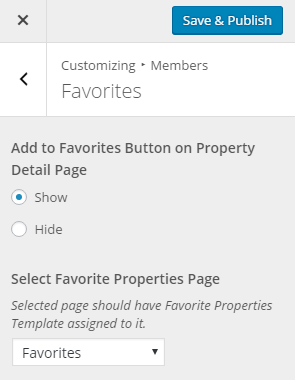 Save & Publish
Customizing ‣ Members
Favorites
Add to Favorites Button on Property
Detail Page
Show
Hide
Select Favorite Properties Page
Selected page should have Favorite Properties
Template assigned to it.
Favorites